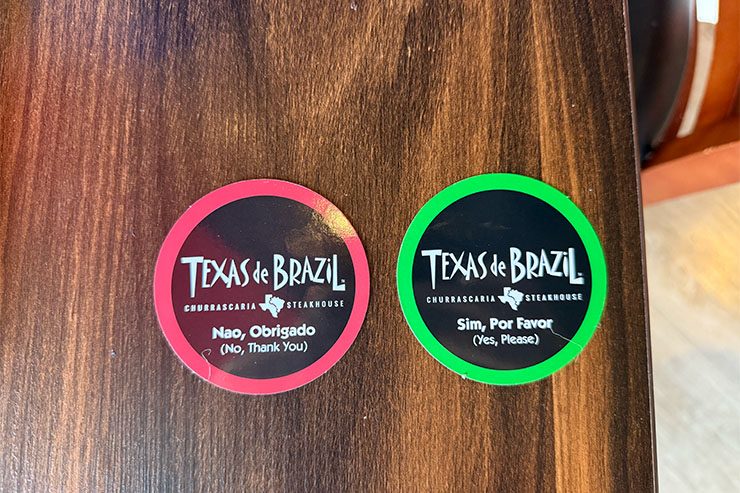 TEXAS de BRAZIL
CHURRASCARIA STEAKHOUSE
Nao, Obrigado
(No, Thank You)
TEXAS de BRAZIL
CHURRASCARIA STEAKHOUSE
Sim, Por Favor
(Yes, Please)